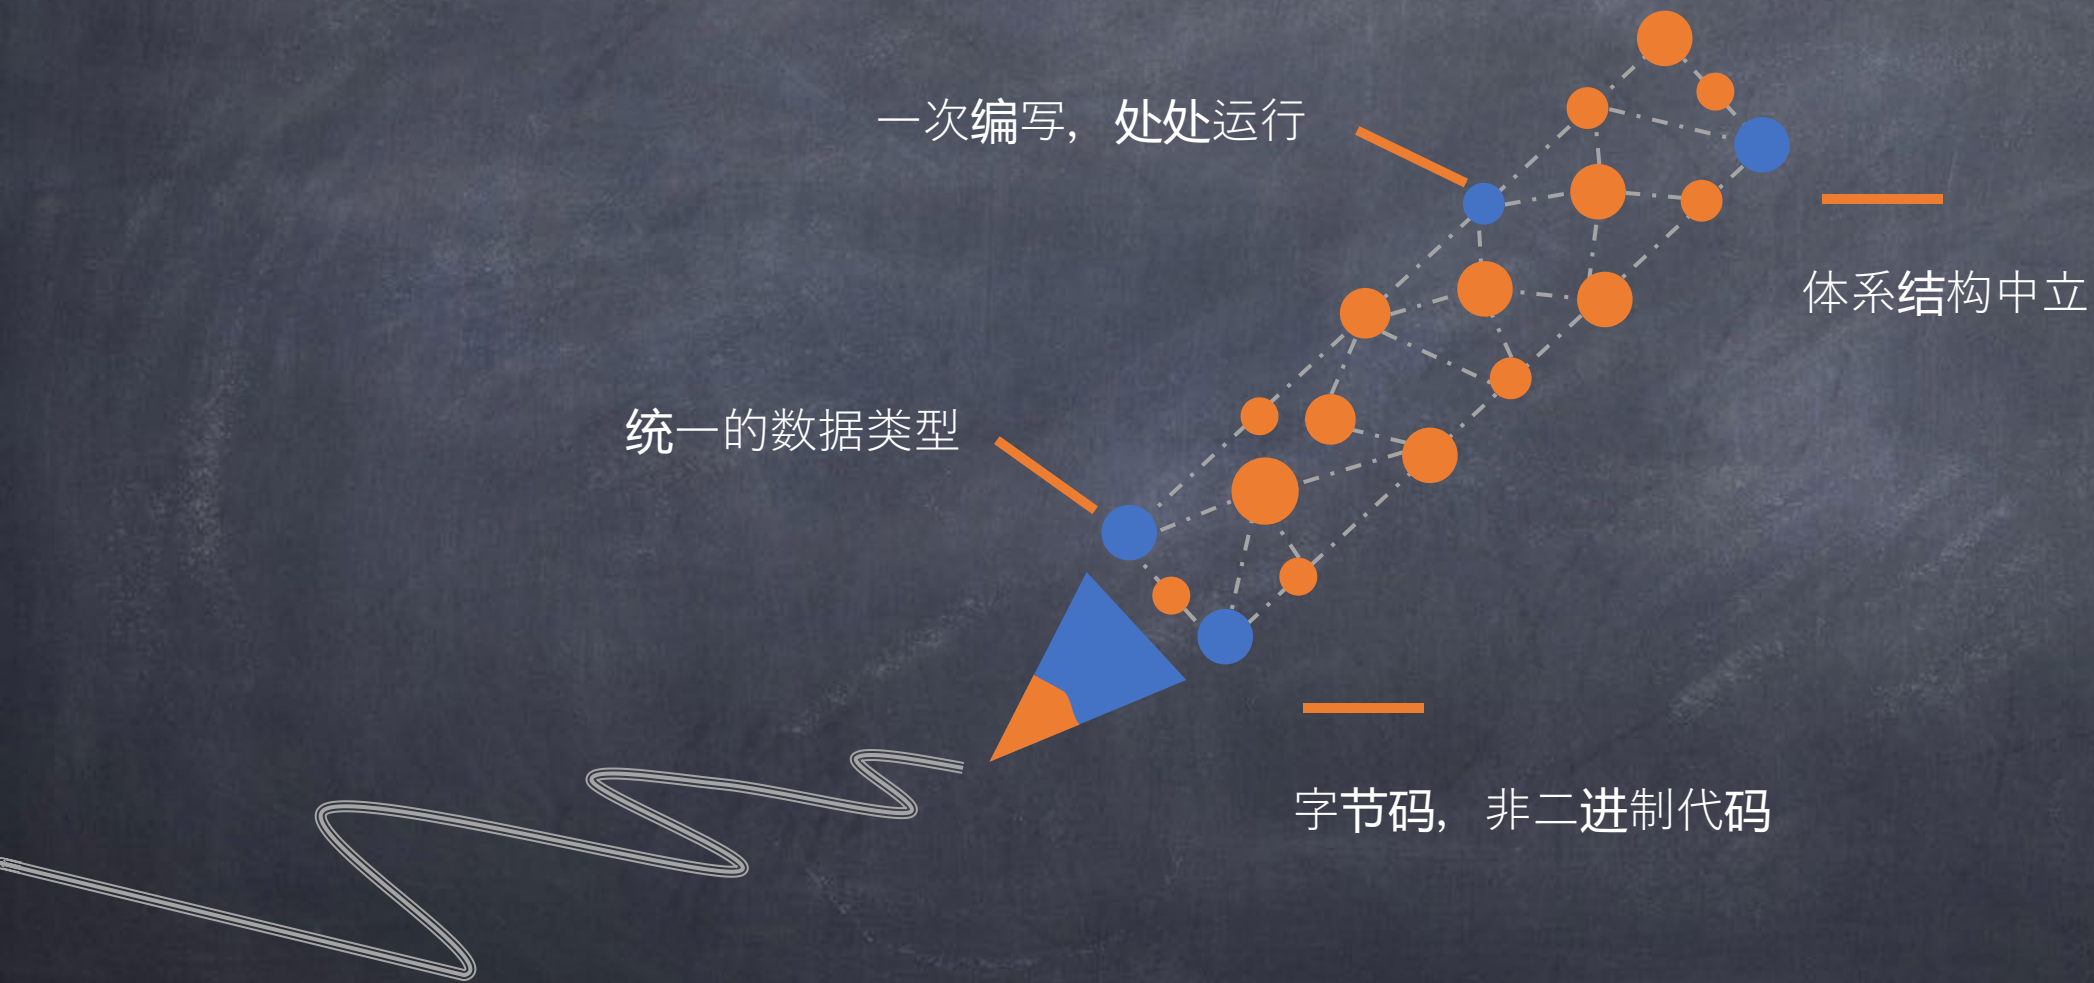 一次编写，处处运行
体系结构中立
统一的数据类型
字节码，非二进制代码